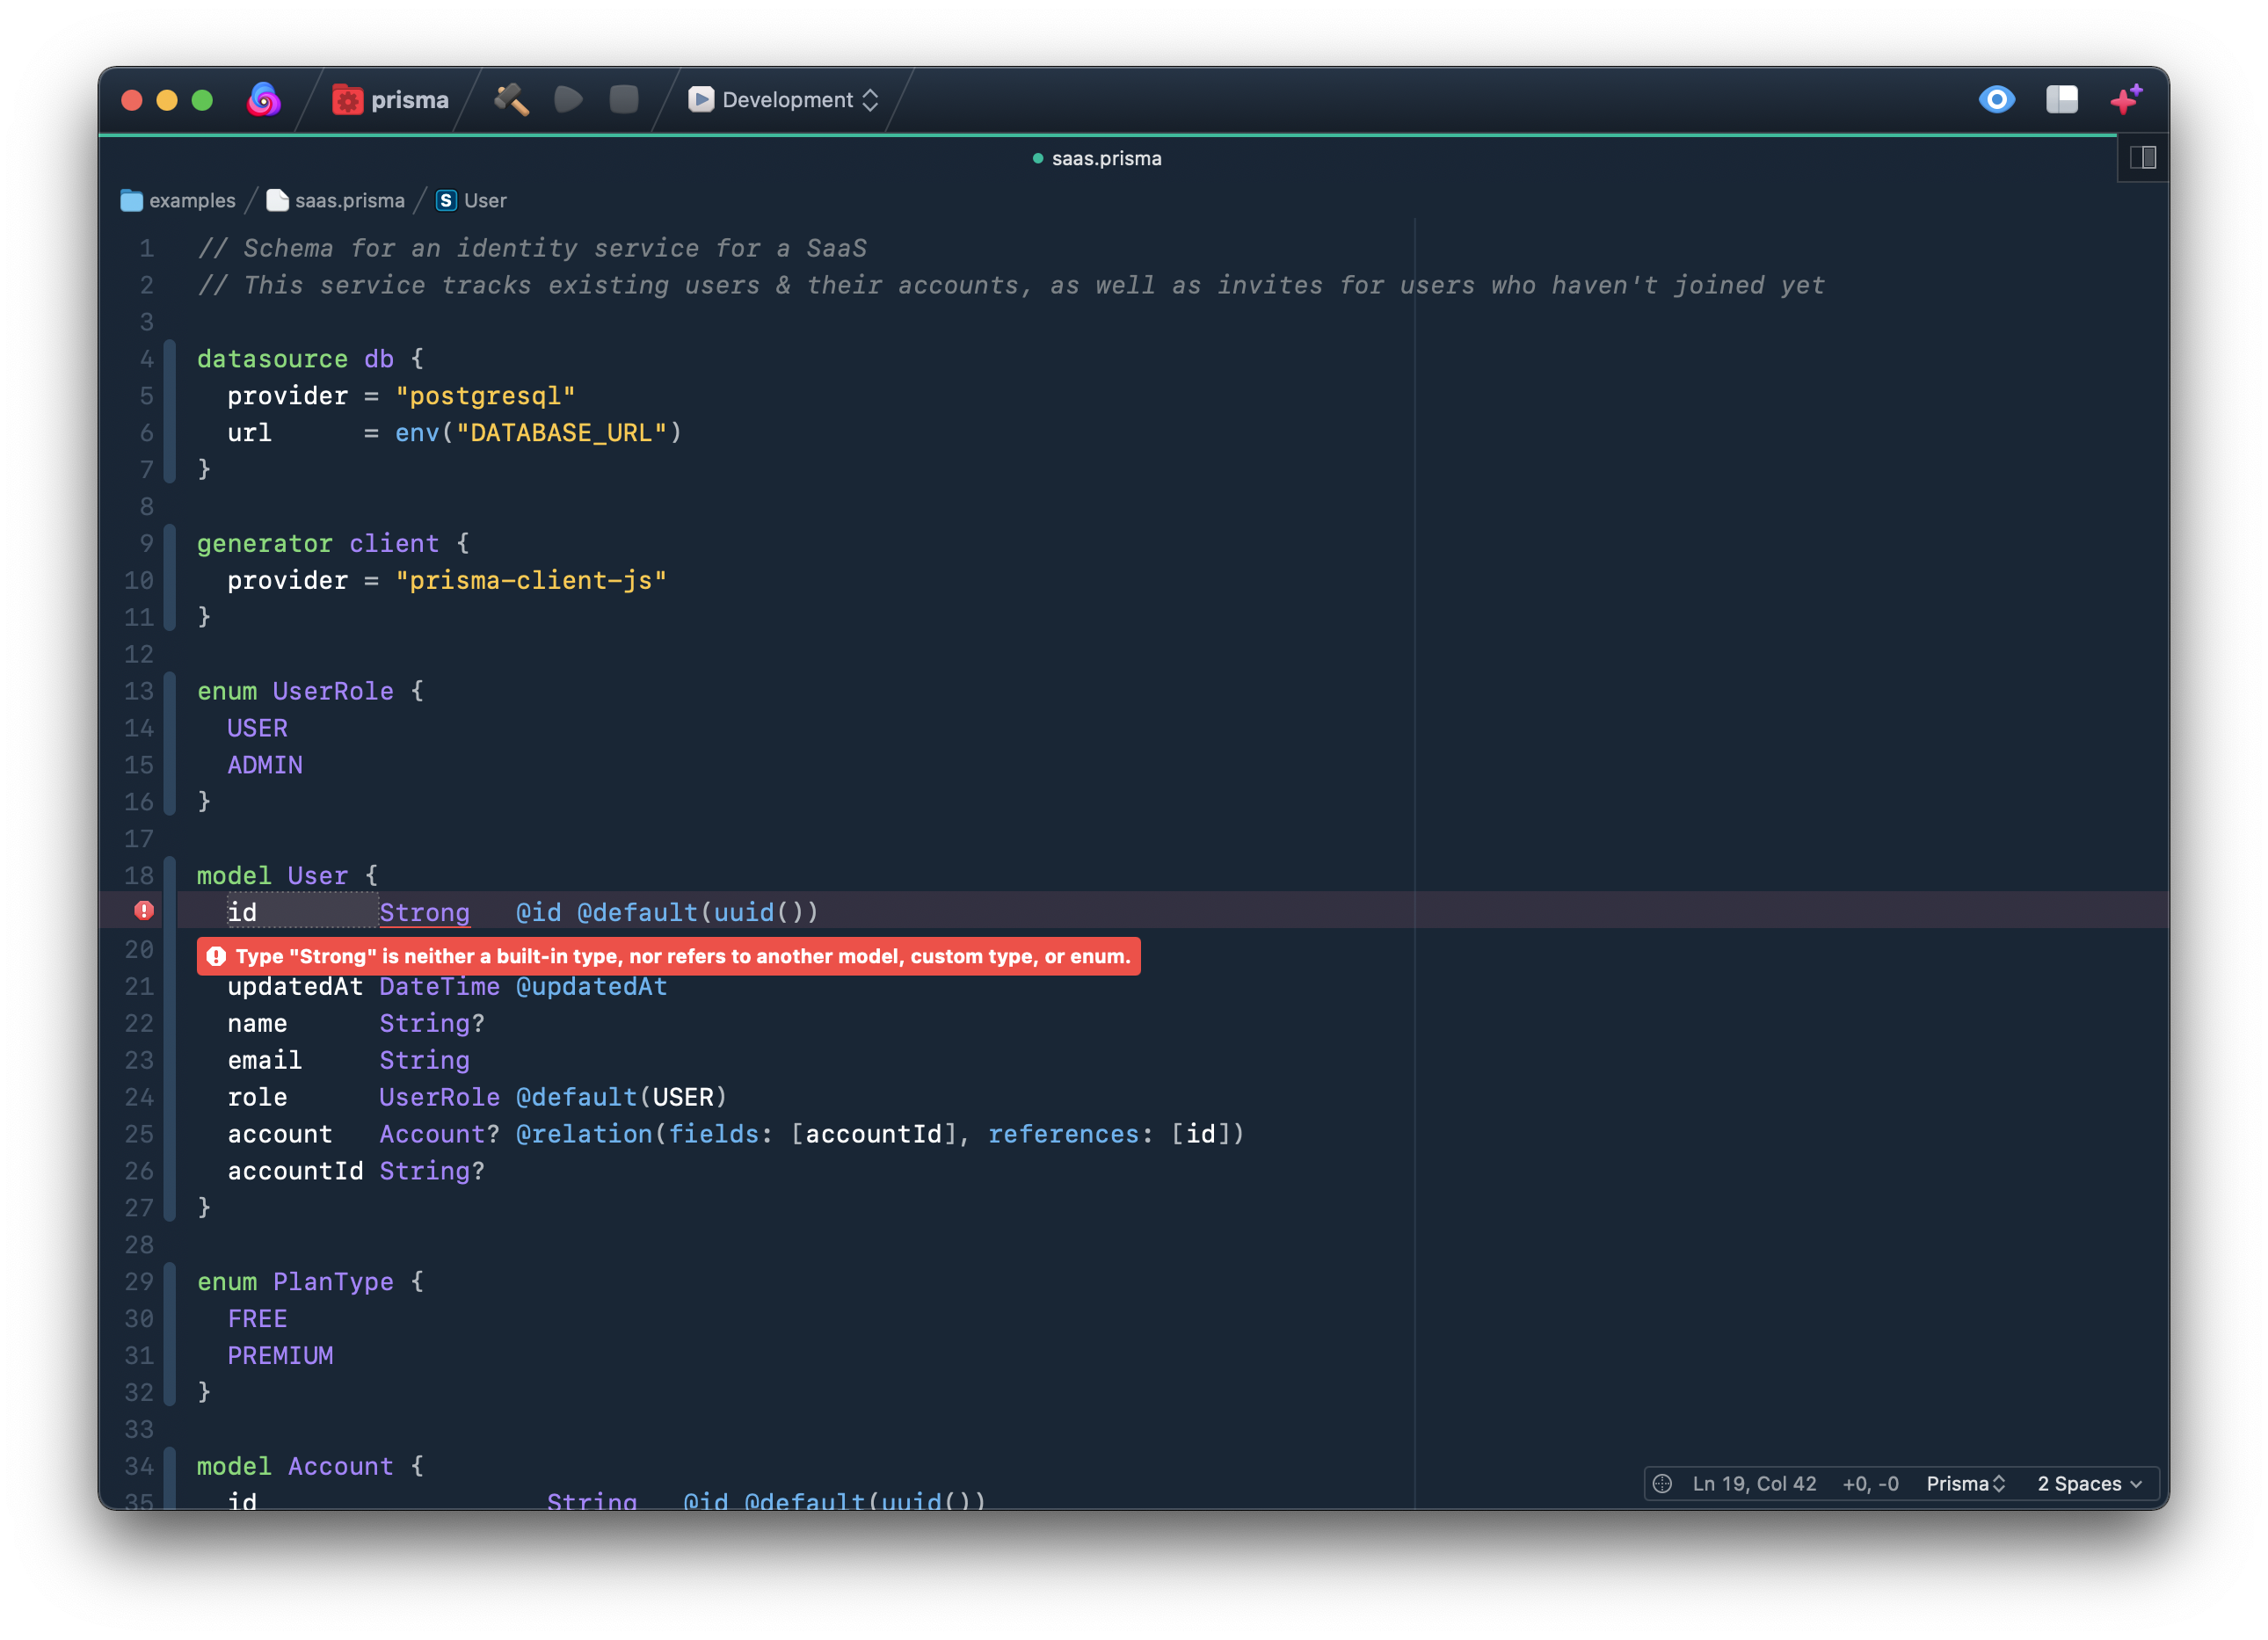 prisma
Development
saas.prisma
examples saas.prisma S User
1 // Schema for an identity service for a SaaS
2 // This service tracks existing users & their accounts, as well as invites for users who haven't joined yet
3
4 datasource db {
5   provider = "postgresql"
6   url      = env("DATABASE_URL")
7 }
8
9 generator client {
10   provider = "prisma-client-js"
11 }
12
13 enum UserRole {
14   USER
15   ADMIN
16 }
17
18 model User {
  id        Strong   @id @default(uuid())
20 Type "Strong" is neither a built-in type, nor refers to another model, custom type, or enum.
21   updatedAt DateTime @updatedAt
22   name      String?
23   email     String
24   role      UserRole @default(USER)
25   account   Account? @relation(fields: [accountId], references: [id])
26   accountId String?
27 }
28
29 enum PlanType {
30   FREE
31   PREMIUM
32 }
33
34 model Account {
35   id                   String   @id @default(uuid())
Ln 19, Col 42 +0, -0 Prisma 2 Spaces